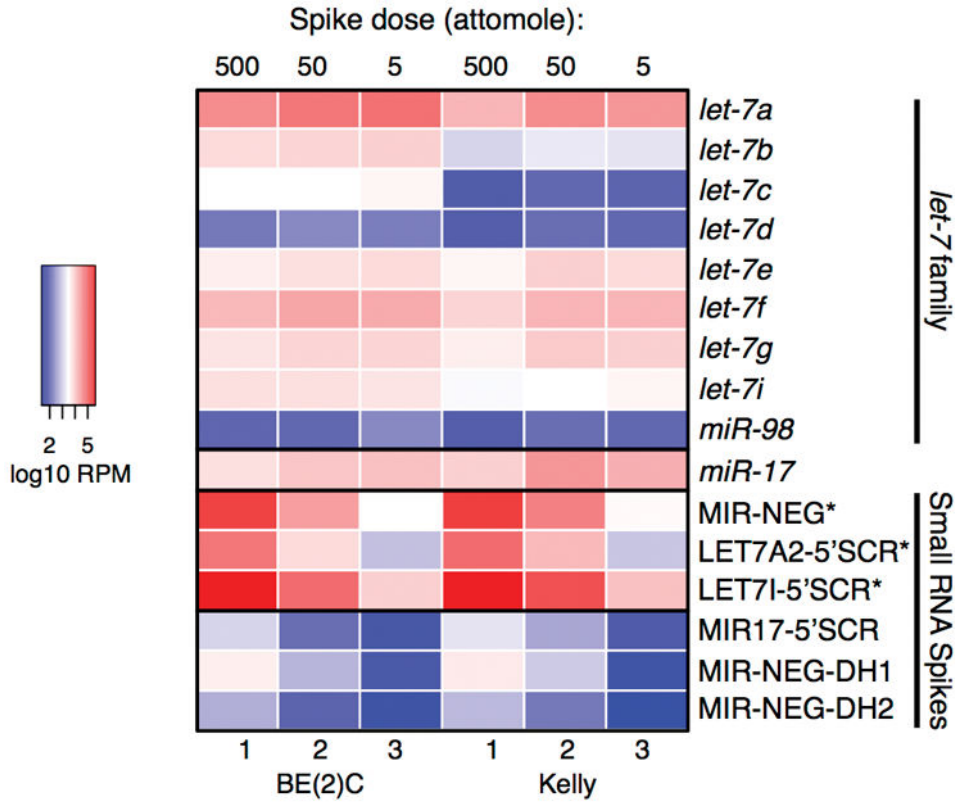 Spike dose (attomole):
500 50 5 500 50 5
let-7a
let-7b
let-7c
let-7d
let-7e
let-7f
let-7g
let-7i
miR-98
miR-17
MIR-NEG*
LET7A2-5’SCR*
LET7I-5’SCR*
MIR17-5’SCR
MIR-NEG-DH1
MIR-NEG-DH2
let-7 family
Small RNA Spikes
2 5
log10 RPM
1 2 3 1 2 3
BE(2)C Kelly